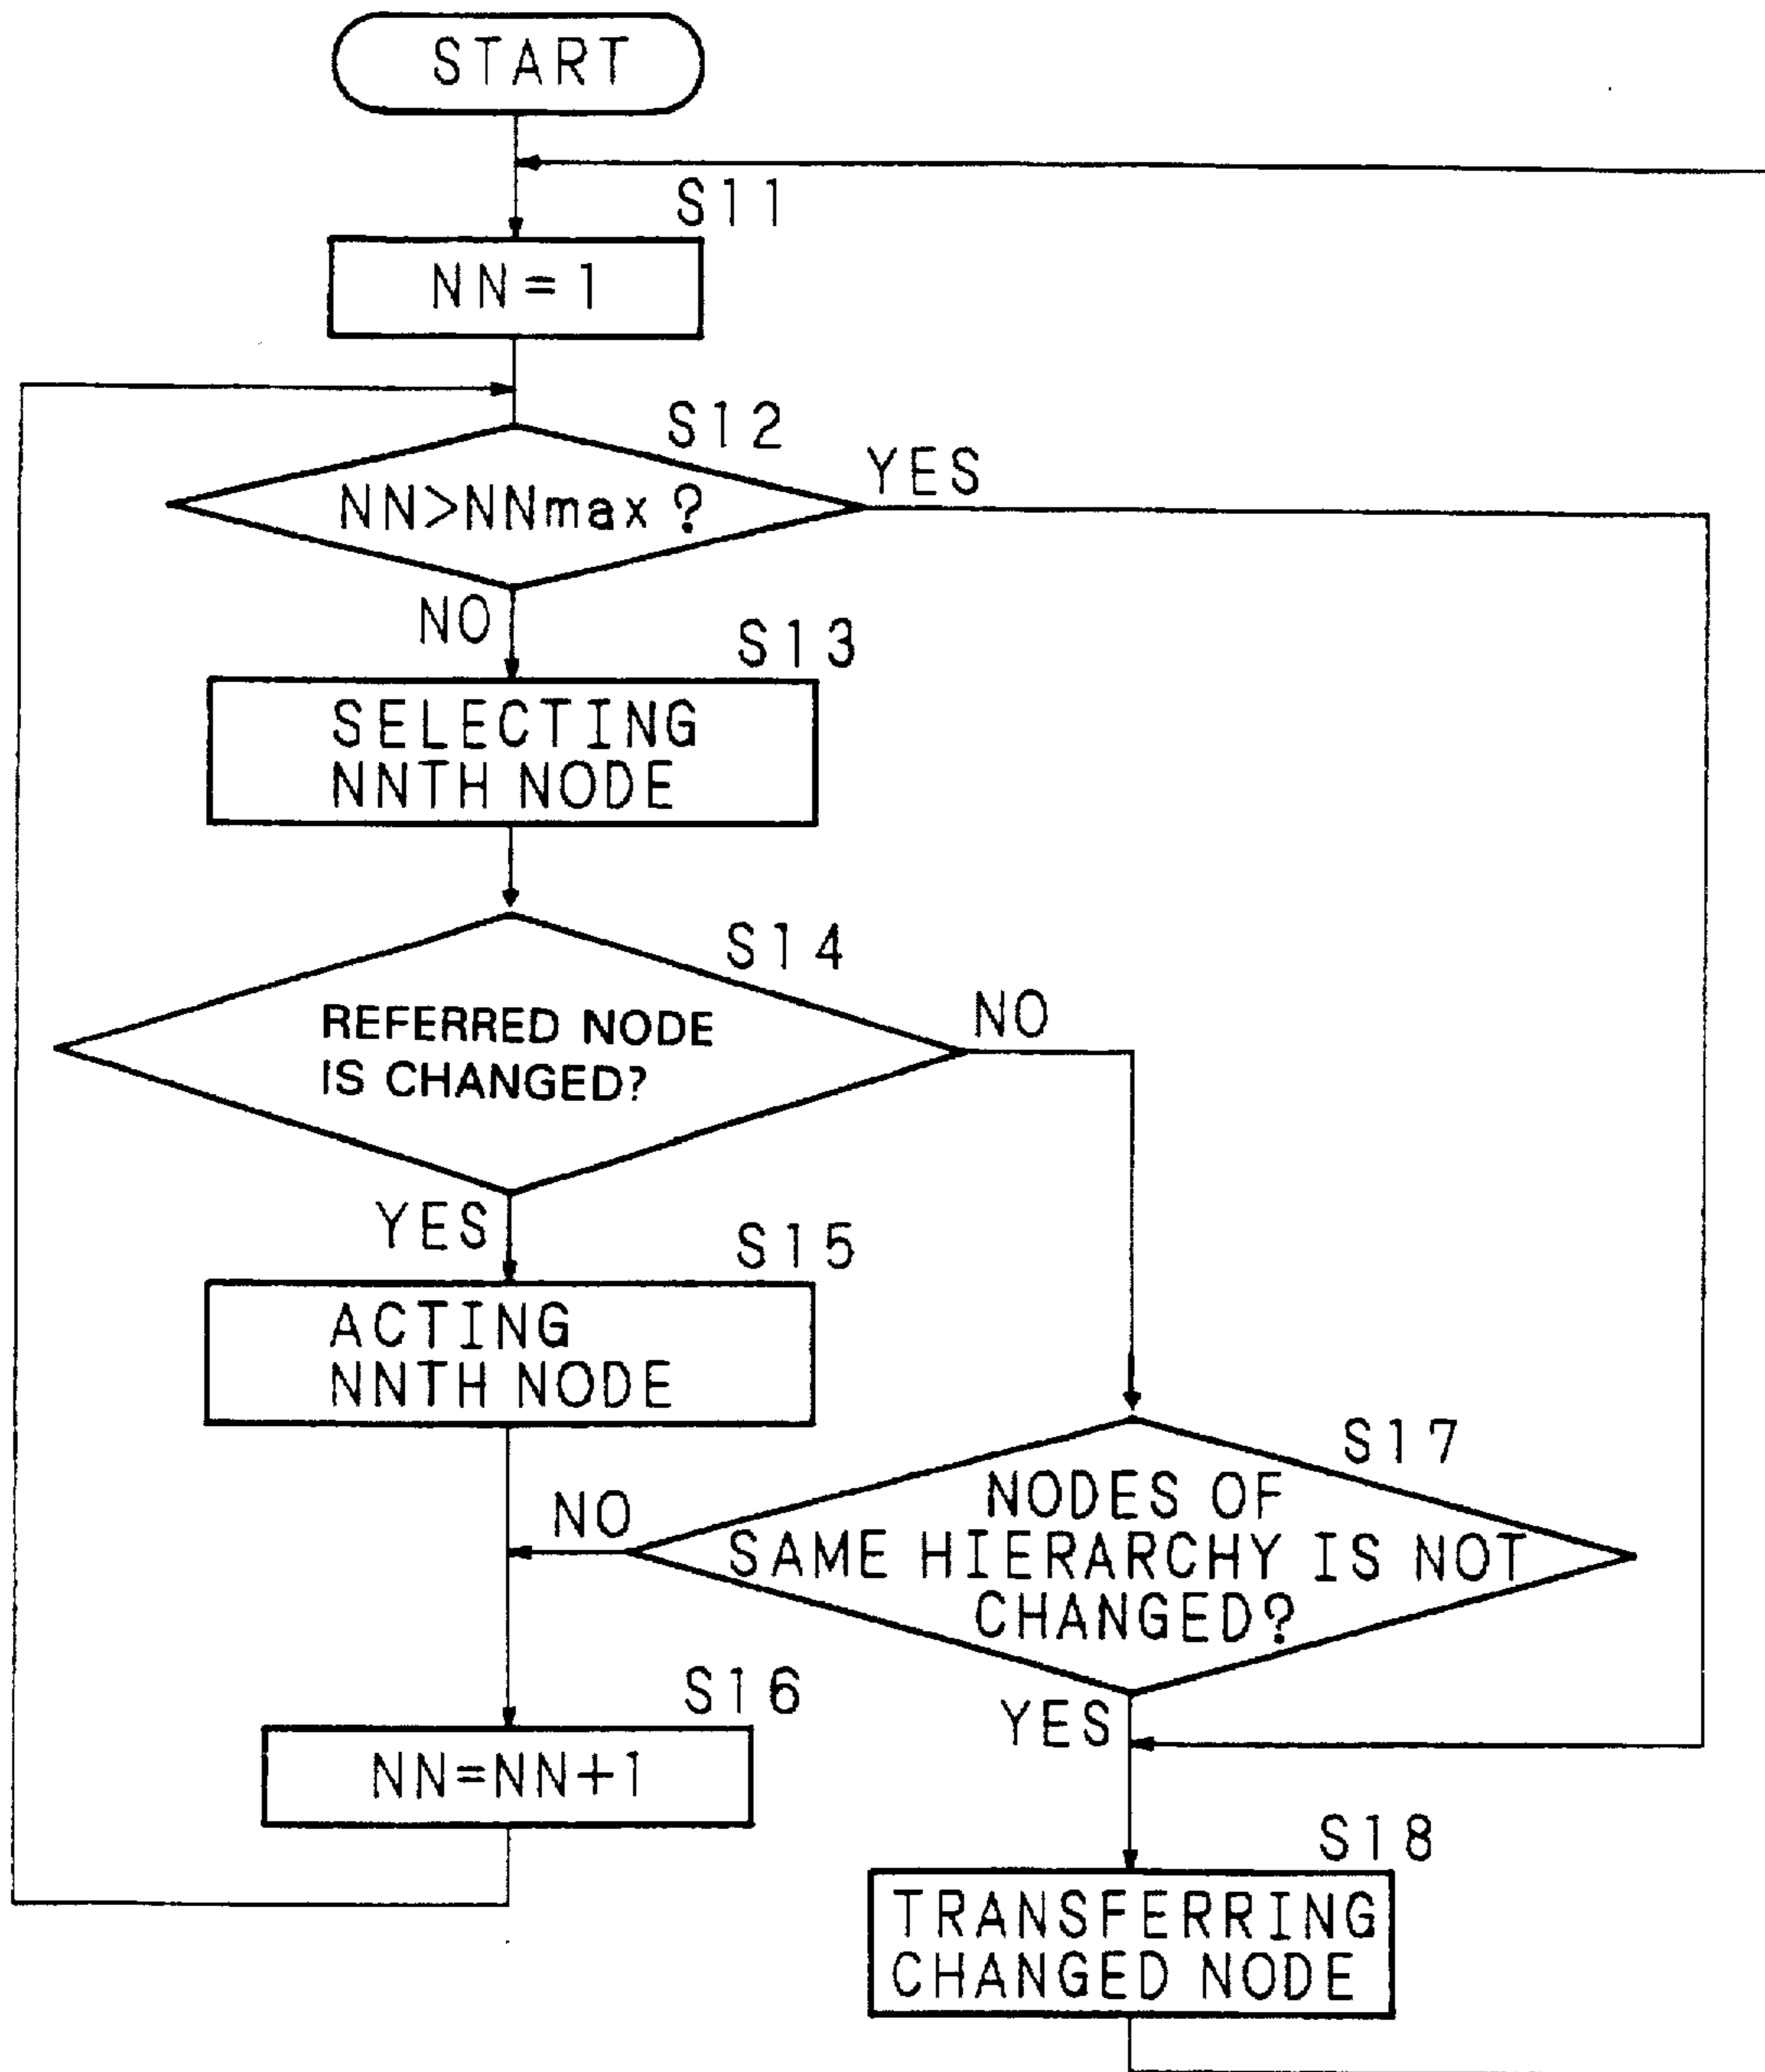 START
S11
NN=1
S12
YES
NN>NNmax?
NO
S13
SELECTING
NNTH NODE
S14
NO
REFERRED NODE
IS CHANGED?
YES
S15
ACTING
NNTH NODE
S17
NO
NODES OF
SAME HIERARCHY IS NOT
CHANGED?
S16
YES
NN=NN+1
S18
TRANSFERRING
CHANGED NODE